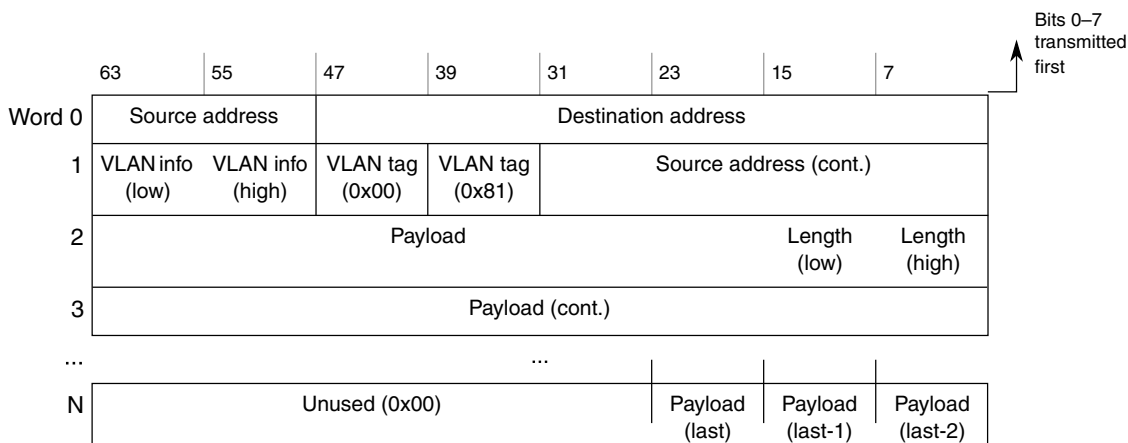 Bits 0–7
transmitted
first
63 55 47 39 31 23 15 7
Word 0 Source address Destination address
1 VLAN info VLAN info VLAN tag VLAN tag Source address (cont.)
(low) (high) (0x00) (0x81)
2 Payload Length Length
(low) (high)
3 Payload (cont.)
... ...
N Unused (0x00) Payload Payload Payload
(last) (last-1) (last-2)